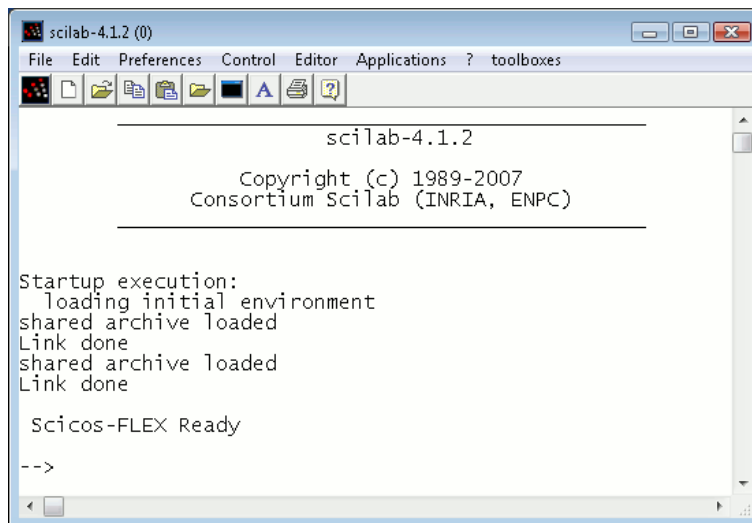 scilab-4.1.2 (0)
File Edit Preferences Control Editor Applications ? toolboxes
scilab-4.1.2
Copyright (c) 1989-2007
Consortium Scilab (INRIA, ENPC)
Startup execution:
loading initial environment
shared archive loaded
Link done
shared archive loaded
Link done
Scicos-FLEX Ready
-->